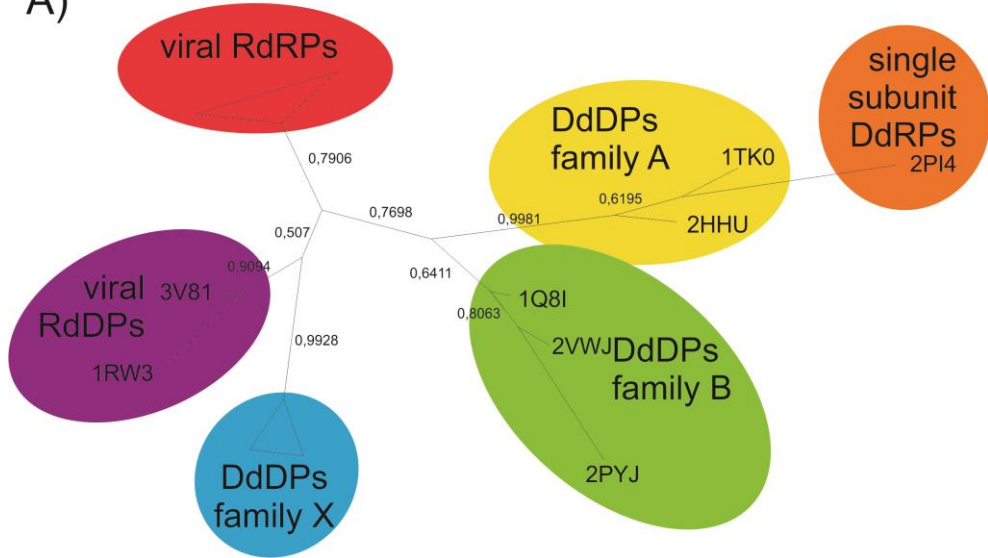 A)
viral RdRPs
single
subunit
DdRPs
2PI4
DdDPs
family A
1TK0
0,6195
2HHU
0,7906
0,7698
0,9981
0,507
0,9094
viral
RdDPs
3V81
1RW3
0,6411
1Q8I
0,8063
2VWJ
DdDPs
family B
2PYJ
0,9928
DdDPs
family X